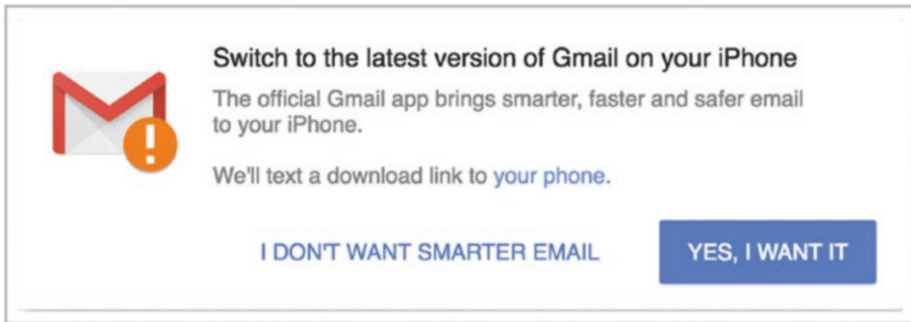 Switch to the latest version of Gmail on your iPhone
The official Gmail app brings smarter, faster and safer email
to your iPhone.
We'll text a download link to your phone.
I DON'T WANT SMARTER EMAIL
YES, I WANT IT